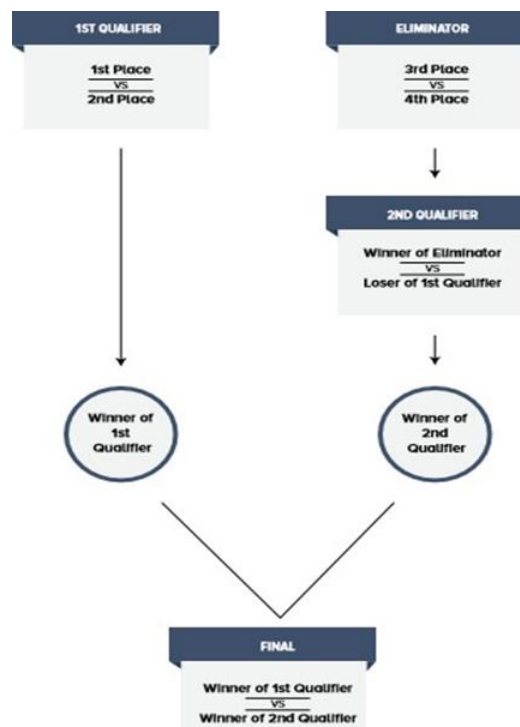 1ST QUALIFIER
1st Place
VS
2nd Place
ELIMINATOR
3rd Place
VS
4th Place
2ND QUALIFIER
Winner of Eliminator
VS
Loser of 1st Qualifier
Winner of
1st
Qualifier
Winner of
2nd
Qualifier
FINAL
Winner of 1st Qualifier
VS
Winner of 2nd Qualifier